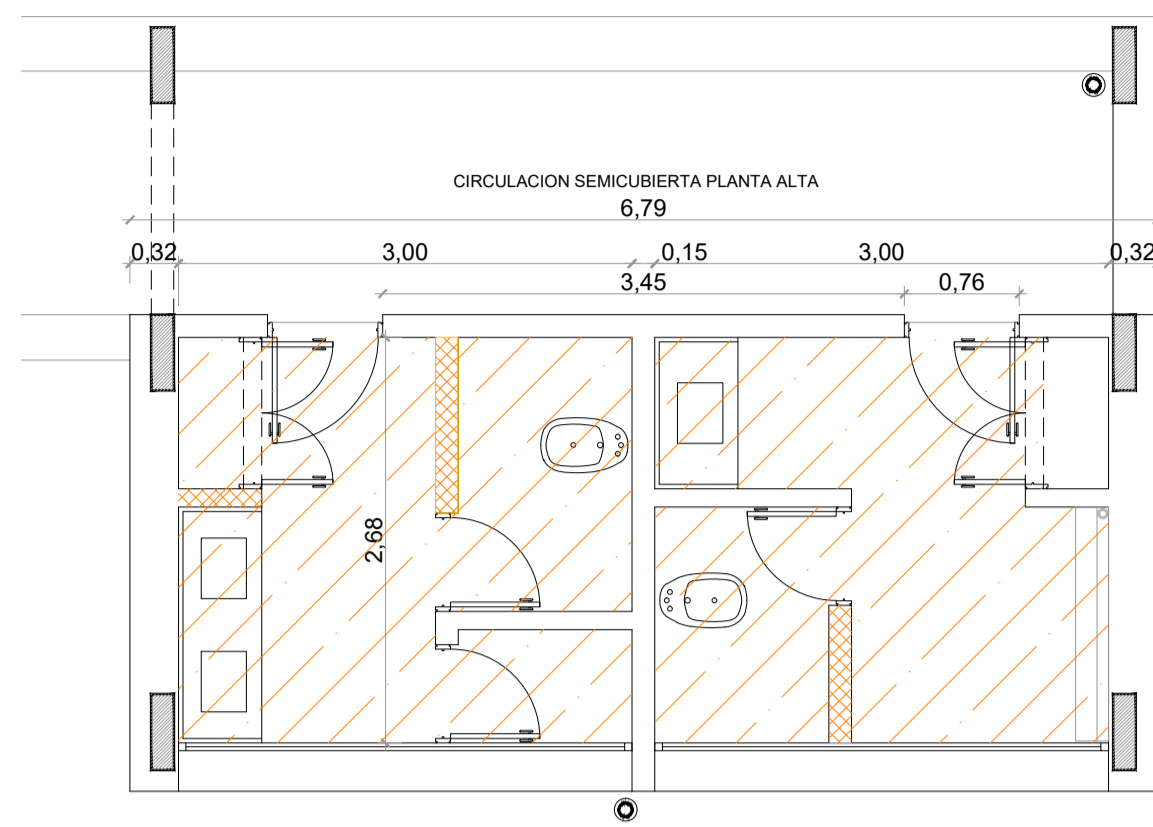 CIRCULACION SEMICUBIERTA PLANTA ALTA
6,79
0,32 3,00 0,15 3,00 0,32
3,45 0,76
2,68